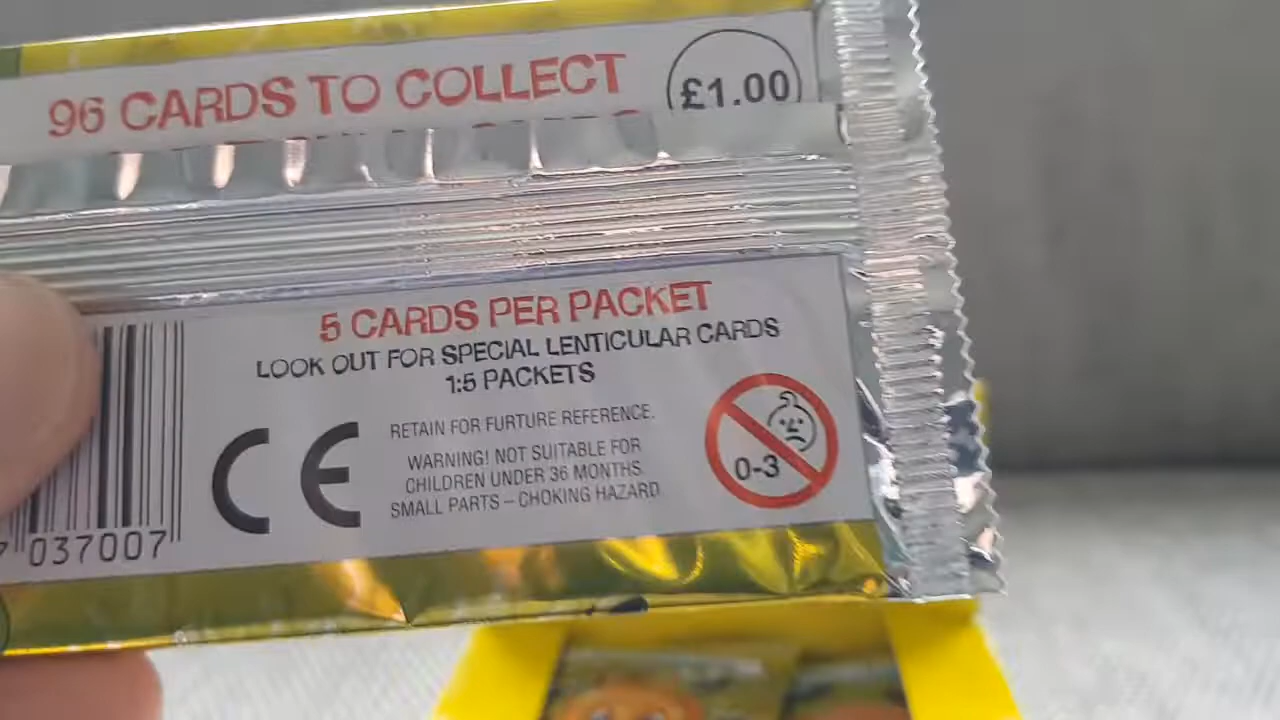 96 CARDS TO COLLECT
£1.00
5 CARDS PER PACKET
LOOK OUT FOR SPECIAL LENTICULAR CARDS
1:5 PACKETS
CE
RETAIN FOR FURTURE REFERENCE.
WARNING! NOT SUITABLE FOR
CHILDREN UNDER 36 MONTHS
SMALL PARTS – CHOKING HAZARD
0-3
037007